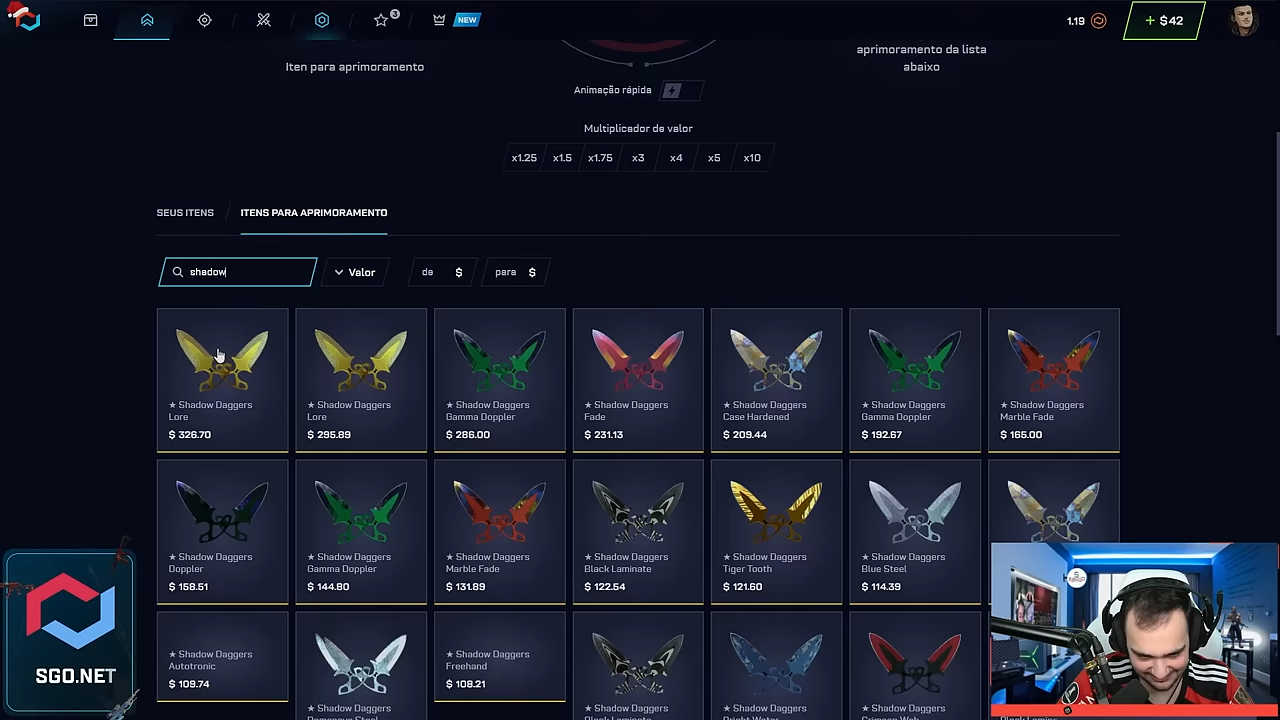 3
NEW
1.19
+ $42
Iten para aprimoramento
aprimoramento da lista
abaixo
Animação rápida
Multiplicador de valor
x1.25 x1.5 x1.75 x3 x4 x5 x10
SEUS ITENS
ITENS PARA APRIMORAMENTO
shadow
Valor
de $
para $
★ Shadow Daggers
Lore
$ 326.70
★ Shadow Daggers
Lore
$ 295.89
★ Shadow Daggers
Gamma Doppler
$ 286.00
★ Shadow Daggers
Fade
$ 231.13
★ Shadow Daggers
Case Hardened
$ 209.44
★ Shadow Daggers
Gamma Doppler
$ 192.67
★ Shadow Daggers
Marble Fade
$ 165.00
★ Shadow Daggers
Doppler
$ 158.51
★ Shadow Daggers
Gamma Doppler
$ 144.80
★ Shadow Daggers
Marble Fade
$ 131.89
★ Shadow Daggers
Black Laminate
$ 122.54
★ Shadow Daggers
Tiger Tooth
$ 121.60
★ Shadow Daggers
Blue Steel
$ 114.39
★ Shadow Daggers
Autotronic
$ 109.74
★ Shadow Daggers
★ Shadow Daggers
Freehand
$ 108.21
★ Shadow Daggers
★ Shadow Daggers
★ Shadow Daggers
SGO.NET